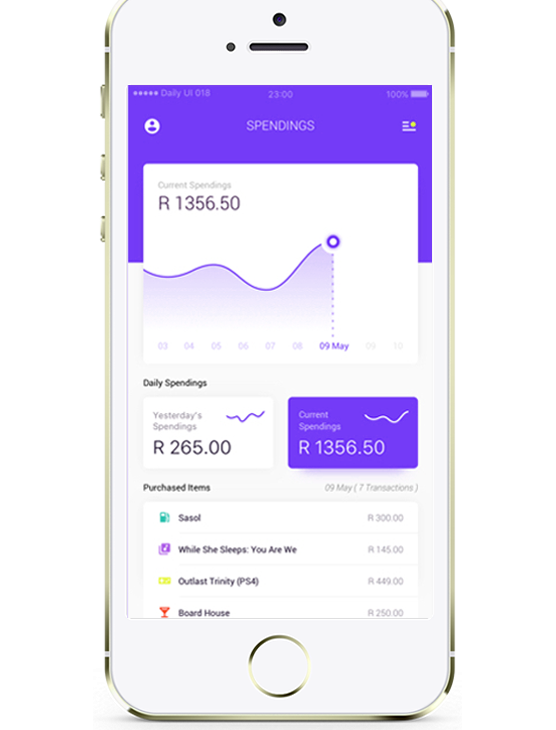 Daily UI 018
23:00
100%
SPENDINGS
Current Spendings
R 1356.50
03 04 05 06 07 08 09 May 09 10
Daily Spendings
Yesterday's
Spendings
R 265.00
Current
Spendings
R 1356.50
Purchased Items
09 May ( 7 Transactions )
Sasol
R 300.00
While She Sleeps: You Are We
R 145.00
Outlast Trinity (PS4)
R 449.00
Board House
R 250.00